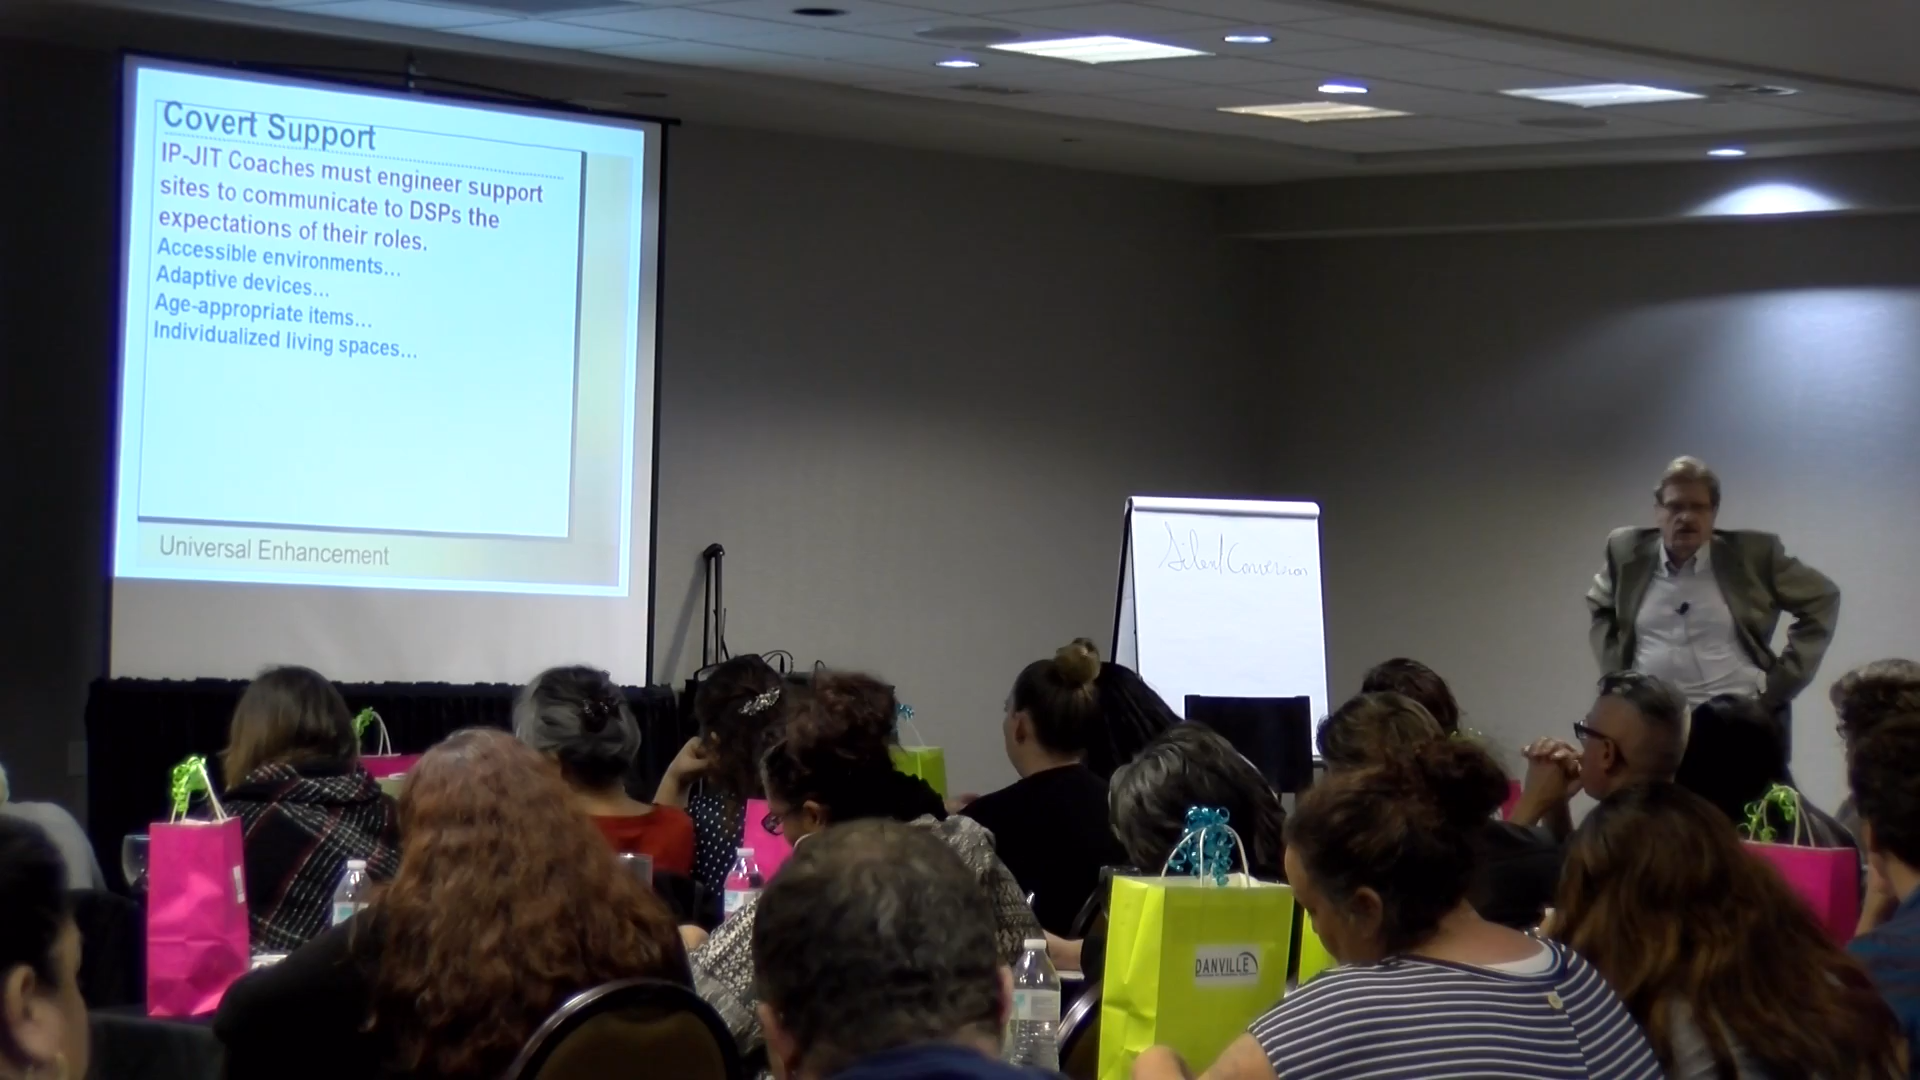 Covert Support
IP-JIT Coaches must engineer support
sites to communicate to DSPs the
expectations of their roles.
Accessible environments...
Adaptive devices...
Age-appropriate items...
Individualized living spaces...
Universal Enhancement
Silent Conversion
DANVILLE